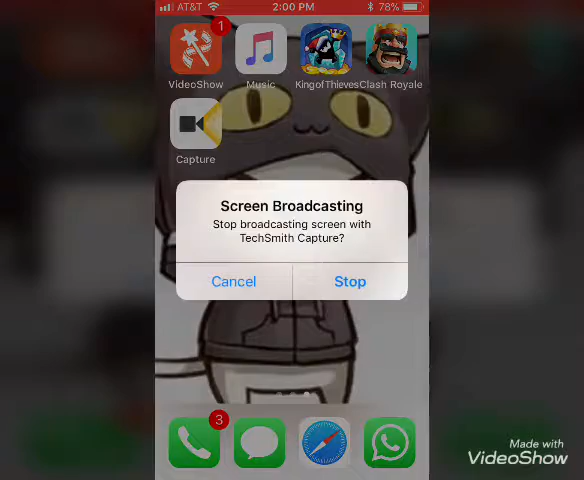 AT&T 2:00 PM 78%
1
VideoShow Music KingofThieves Clash Royale
Capture
Screen Broadcasting
Stop broadcasting screen with
TechSmith Capture?
Cancel Stop
3
Made with
VideoShow